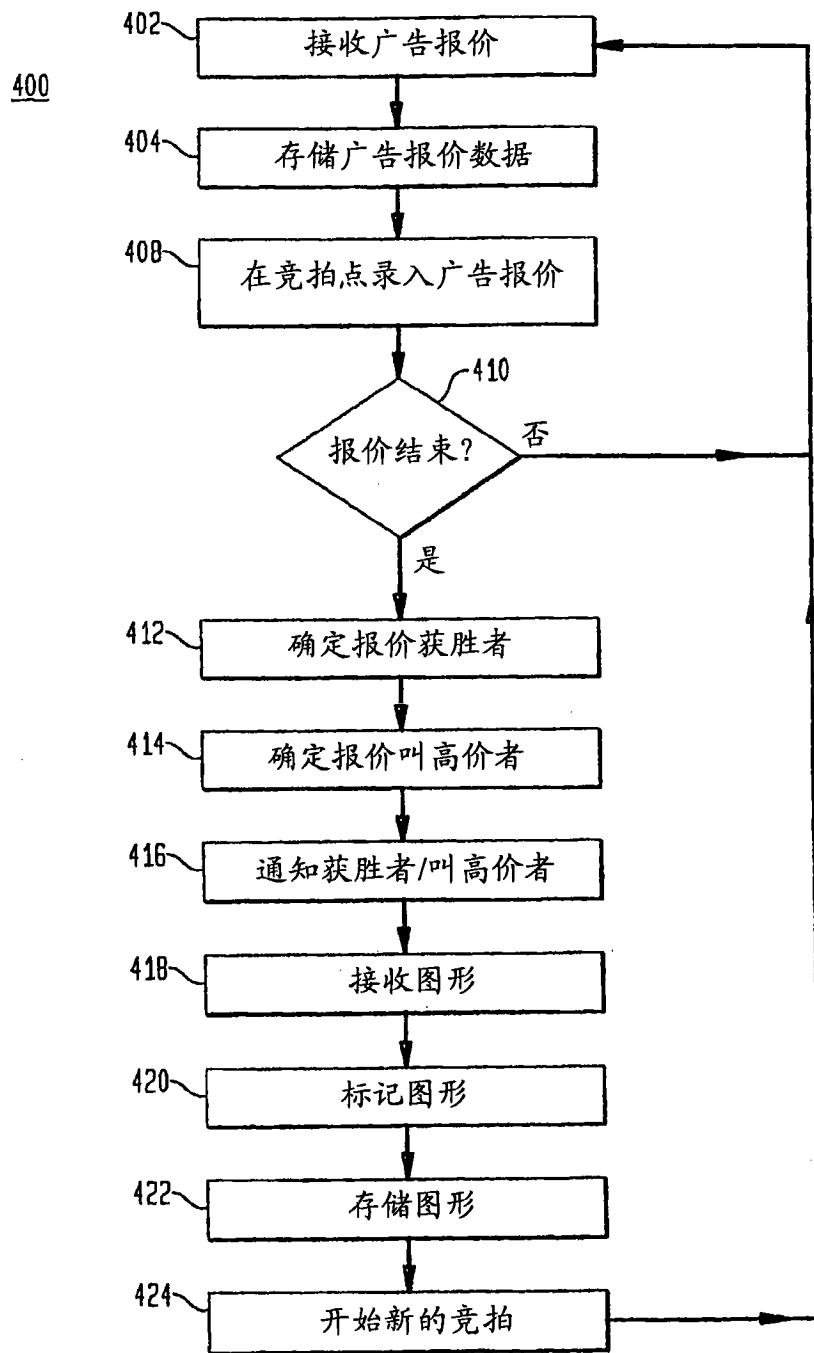 402
接收广告报价
400
404
存储广告报价数据
408
在竞拍点录入广告报价
410
报价结束?
否
是
412
确定报价获胜者
414
确定报价叫高价者
416
通知获胜者/叫高价者
418
接收图形
420
标记图形
422
存储图形
424
开始新的竞拍